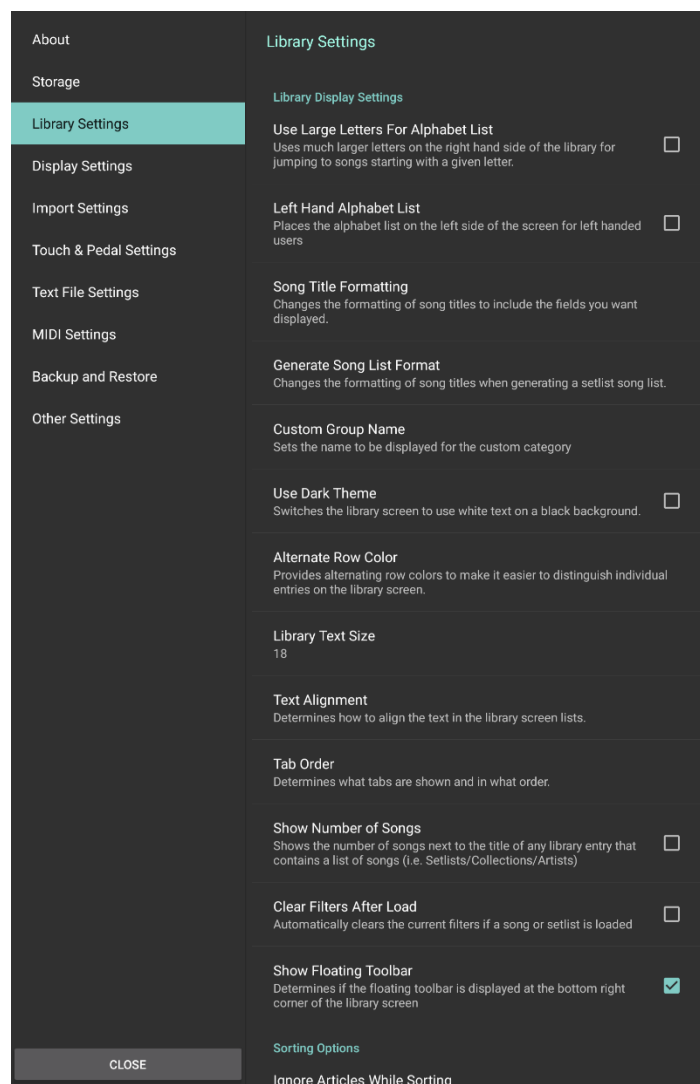 About
Storage
Library Settings
Display Settings
Import Settings
Touch & Pedal Settings
Text File Settings
MIDI Settings
Backup and Restore
Other Settings
CLOSE
Library Settings
Library Display Settings
Use Large Letters For Alphabet List
Uses much larger letters on the right hand side of the library for
jumping to songs starting with a given letter.
Left Hand Alphabet List
Places the alphabet list on the left side of the screen for left handed
users
Song Title Formatting
Changes the formatting of song titles to include the fields you want
displayed.
Generate Song List Format
Changes the formatting of song titles when generating a setlist song list.
Custom Group Name
Sets the name to be displayed for the custom category
Use Dark Theme
Switches the library screen to use white text on a black background.
Alternate Row Color
Provides alternating row colors to make it easier to distinguish individual
entries on the library screen.
Library Text Size
18
Text Alignment
Determines how to align the text in the library screen lists.
Tab Order
Determines what tabs are shown and in what order.
Show Number of Songs
Shows the number of songs next to the title of any library entry that
contains a list of songs (i.e. Setlists/Collections/Artists)
Clear Filters After Load
Automatically clears the current filters if a song or setlist is loaded
Show Floating Toolbar
Determines if the floating toolbar is displayed at the bottom right
corner of the library screen
Sorting Options
Ignore Articles While Sorting